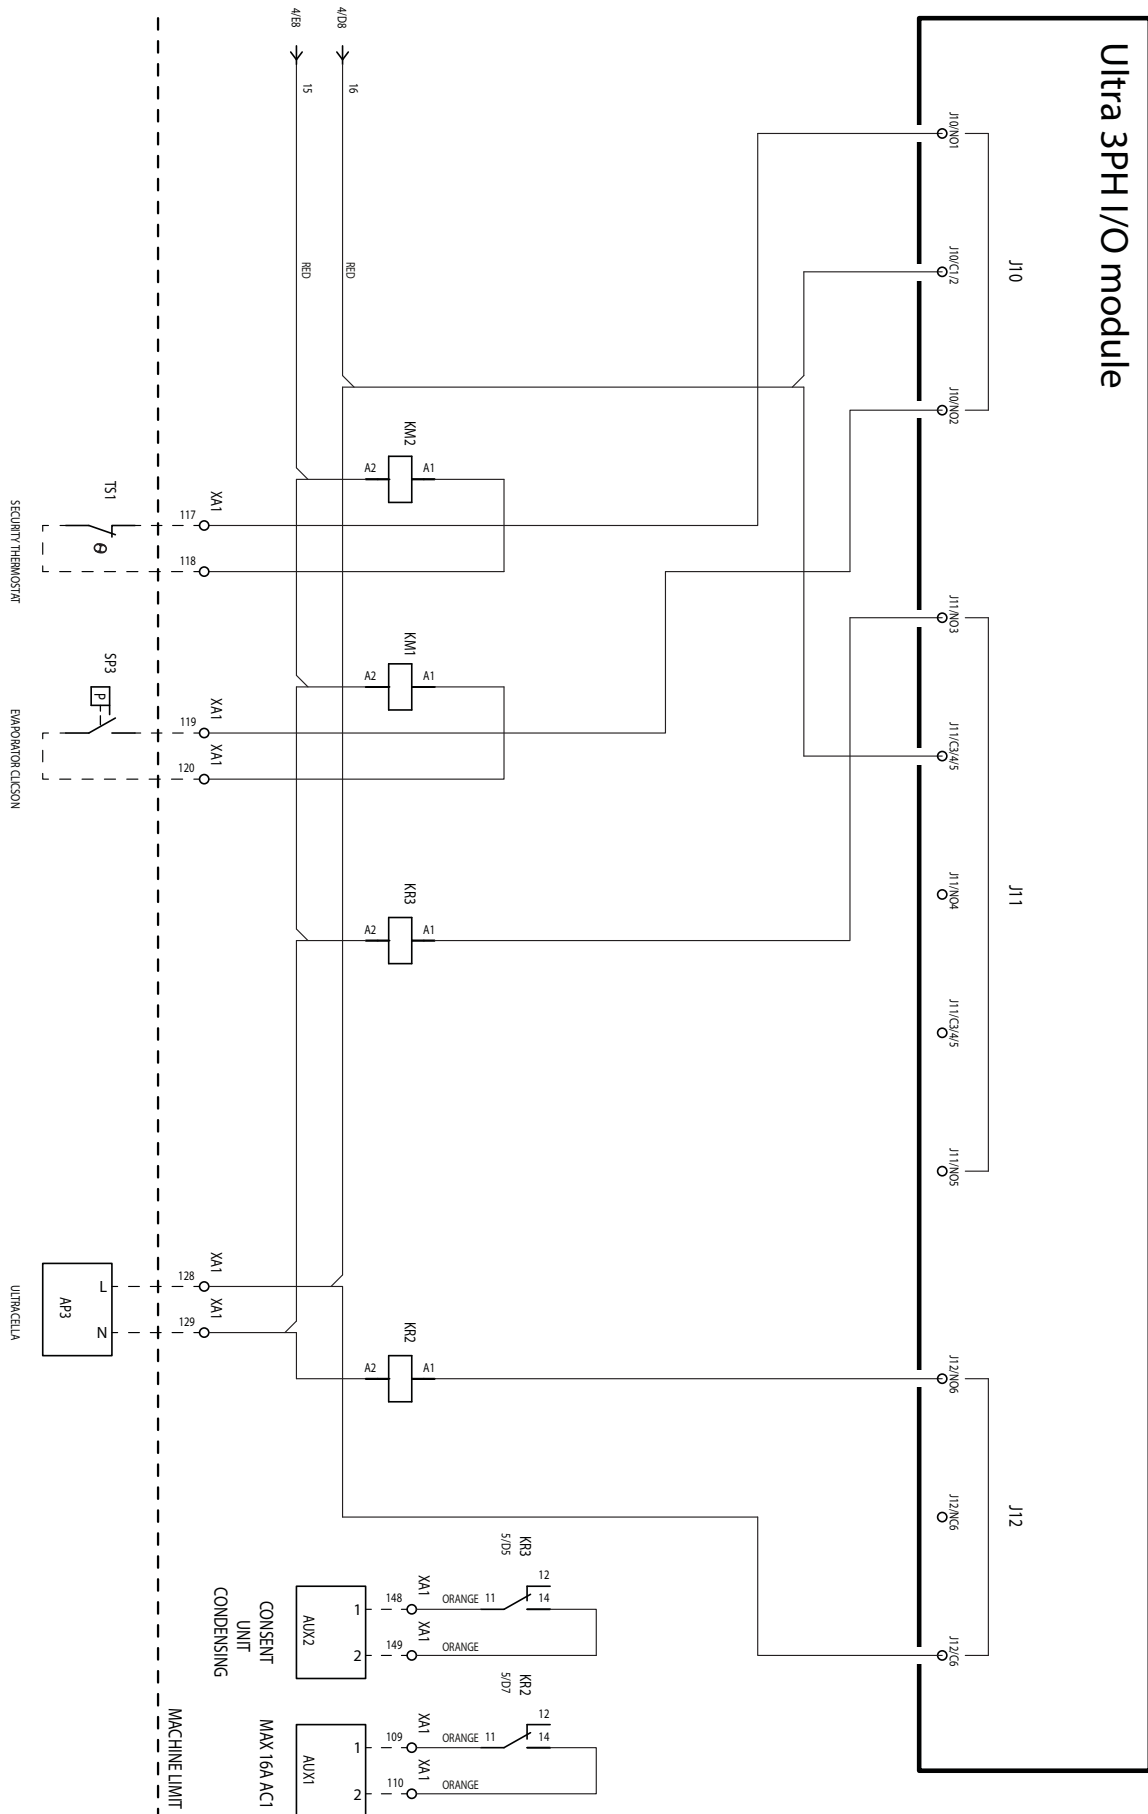 Ultra 3PH I/O module
J10
J11
J12
J10/NO1
J10/C1/2
J10/NO2
J11/NO3
J11/C3/4/5
J11/NO4
J11/C3/4/5
J11/NO5
J12/NO6
J12/NC6
J12/C6
4/D8
16
RED
4/E8
15
RED
KM2
A2
A1
KM1
A2
A1
KR3
A2
A1
KR2
A2
A1
KR3
5/D5
12
11
14
ORANGE
ORANGE
KR2
5/D7
12
11
14
ORANGE
ORANGE
XA1
117
118
XA1
119
XA1
120
XA1
128
XA1
129
XA1
148
XA1
149
XA1
109
XA1
110
TS1
θ
SECURITY THERMOSTAT
SP3
P
EVAPORATOR CLICSON
L
N
AP3
ULTRACELLA
1
2
AUX2
CONSENT
UNIT
CONDENSING
1
2
AUX1
MAX 16A AC1
MACHINE LIMIT